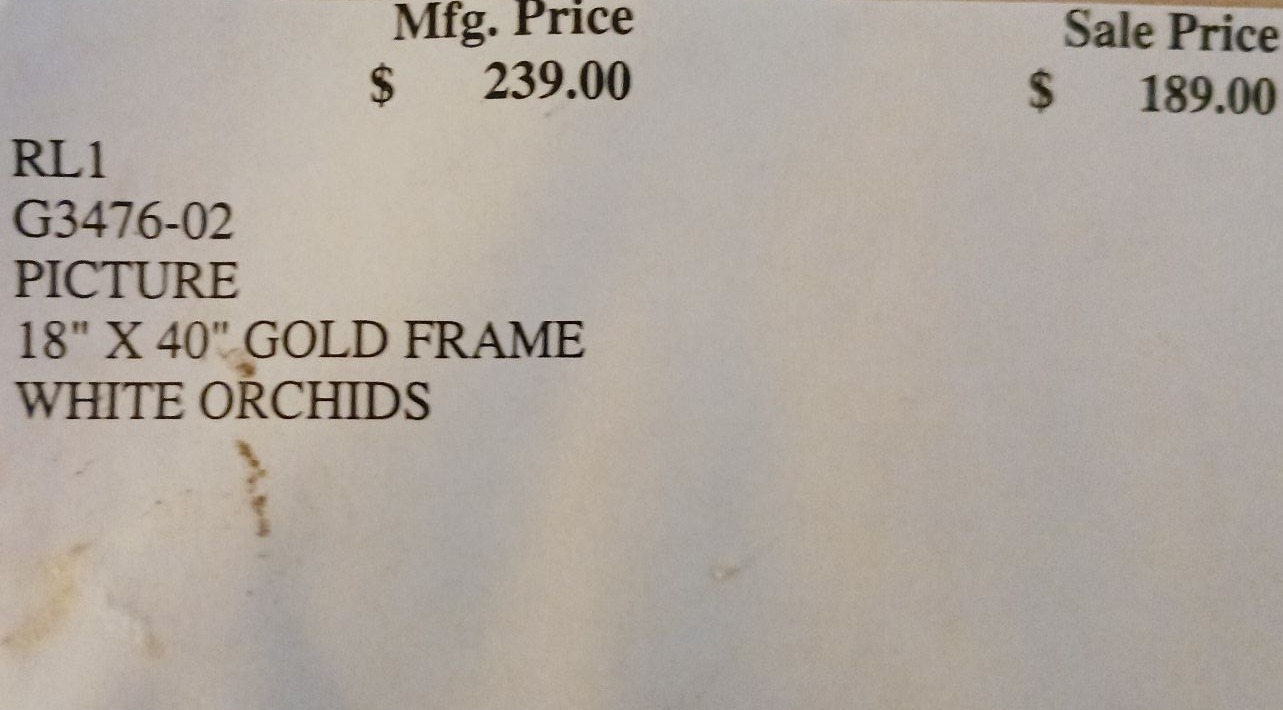 Mfg. Price Sale Price
$ 239.00 $ 189.00
RL1
G3476-02
PICTURE
18" X 40" GOLD FRAME
WHITE ORCHIDS